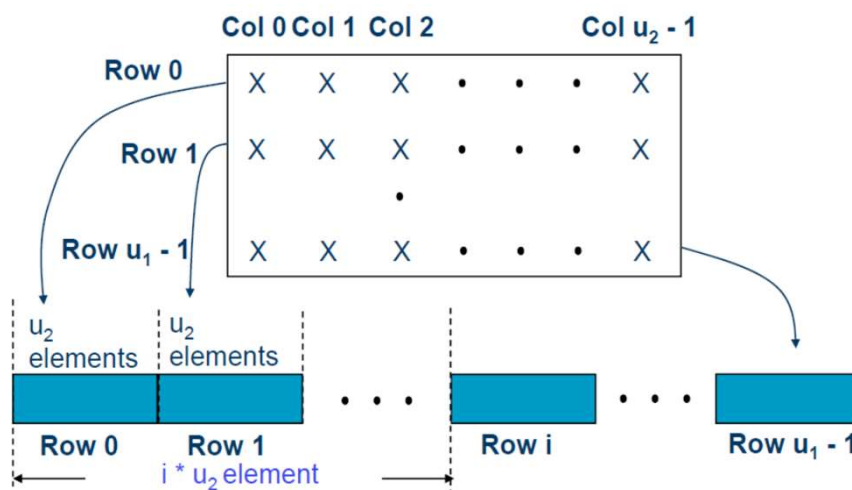 Col 0 Col 1 Col 2 Col u₂ - 1
Row 0 X X X • • • X
Row 1 X X X • • • X
•
Row u₁ - 1 X X X • • • X
u₂ elements
u₂ elements
• • •
• • •
Row 0 Row 1 Row i Row u₁ - 1
i * u₂ element